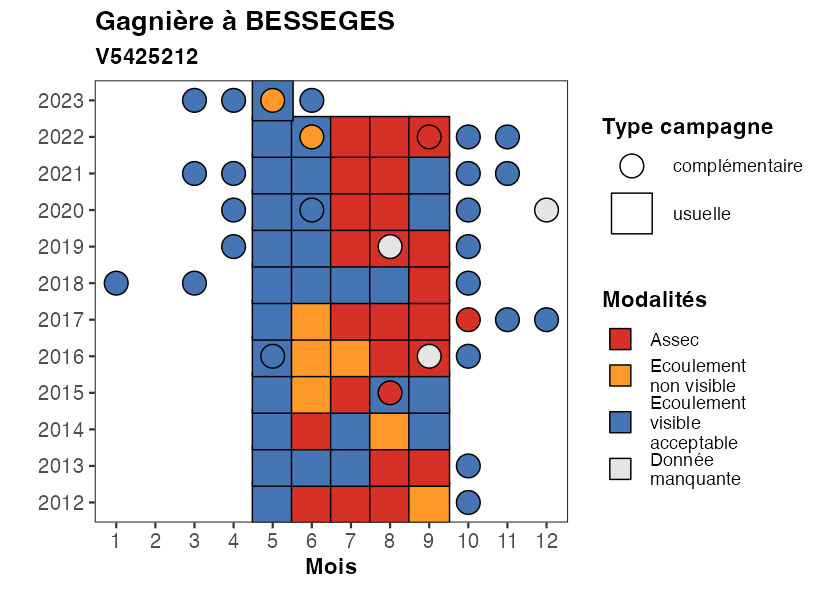 Gagnière à BESSEGES
V5425212
2023
2022
2021
2020
2019
2018
2017
2016
2015
2014
2013
2012
1 2 3 4 5 6 7 8 9 10 11 12
Mois
Type campagne
complémentaire
usuelle
Modalités
Assec
Ecoulement
non visible
Ecoulement
visible
acceptable
Donnée
manquante